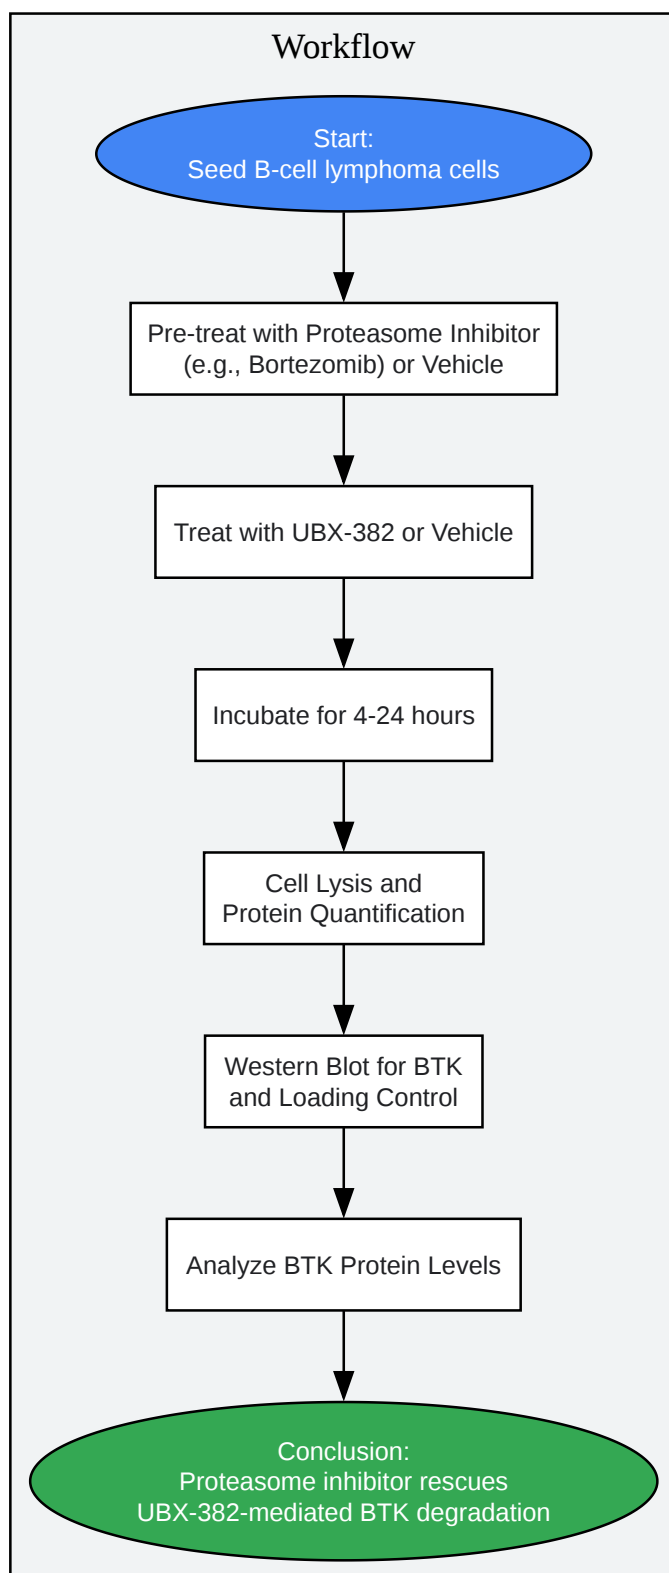 Workflow
Start:
Seed B-cell lymphoma cells
Pre-treat with Proteasome Inhibitor
(e.g., Bortezomib) or Vehicle
Treat with UBX-382 or Vehicle
Incubate for 4-24 hours
Cell Lysis and
Protein Quantification
Western Blot for BTK
and Loading Control
Analyze BTK Protein Levels
Conclusion:
Proteasome inhibitor rescues
UBX-382-mediated BTK degradation